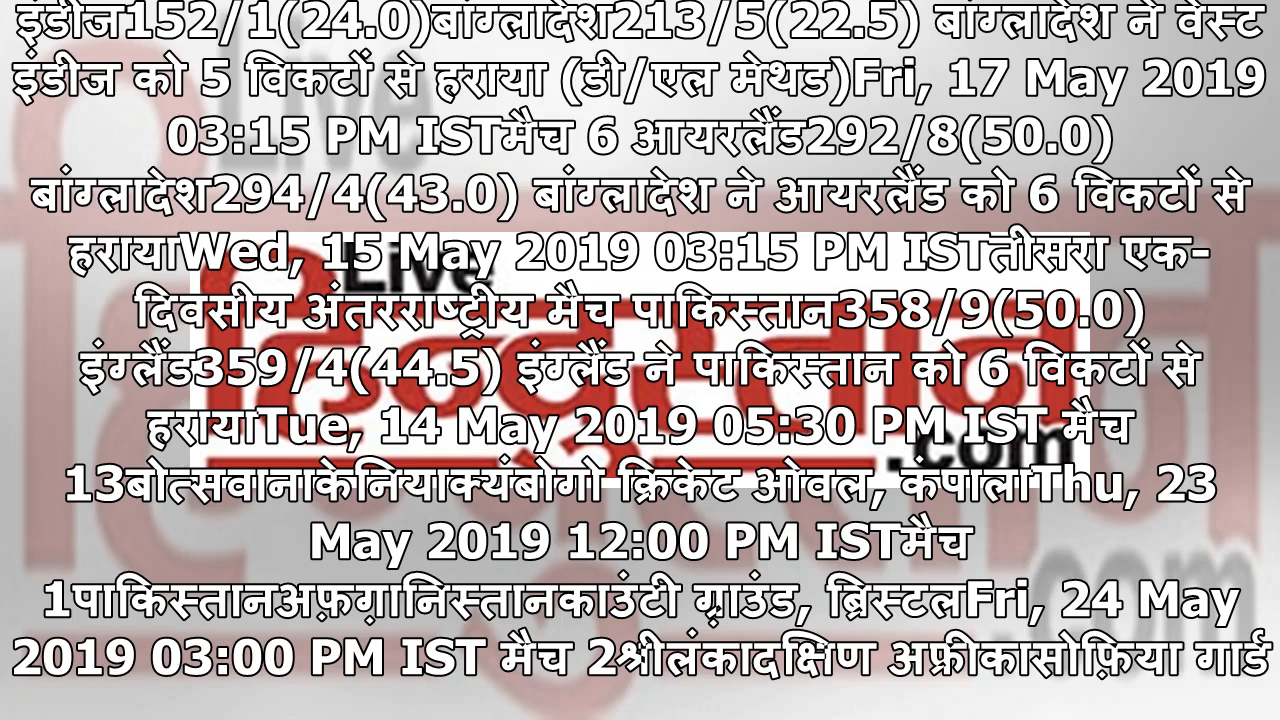 इंडीज152/1(24.0)बांग्लादेश213/5(22.5) बांग्लादेश ने वेस्ट
इंडीज को 5 विकटों से हराया (डी/एल मेथड)Fri, 17 May 2019
03:15 PM ISTमैच 6 आयरलैंड292/8(50.0)
बांग्लादेश294/4(43.0) बांग्लादेश ने आयरलैंड को 6 विकटों से
हरायाWed, 15 May 2019 03:15 PM ISTतीसरा एक-
दिवसीय अंतरराष्ट्रीय मैच पाकिस्तान358/9(50.0)
इंग्लैंड359/4(44.5) इंग्लैंड ने पाकिस्तान को 6 विकटों से
हरायाTue, 14 May 2019 05:30 PM IST मैच
13बोत्सवानाकेनियाक्यंबोगो क्रिकेट ओवल, कंपालाThu, 23
May 2019 12:00 PM ISTमैच
1पाकिस्तानअफ़ग़ानिस्तानकाउंटी ग़्राउंड, ब्रिस्टलFri, 24 May
2019 03:00 PM IST मैच 2श्रीलंकादक्षिण अफ़्रीकासोफ़िया गार्ड
Live
हिन्दुस्तान
.com